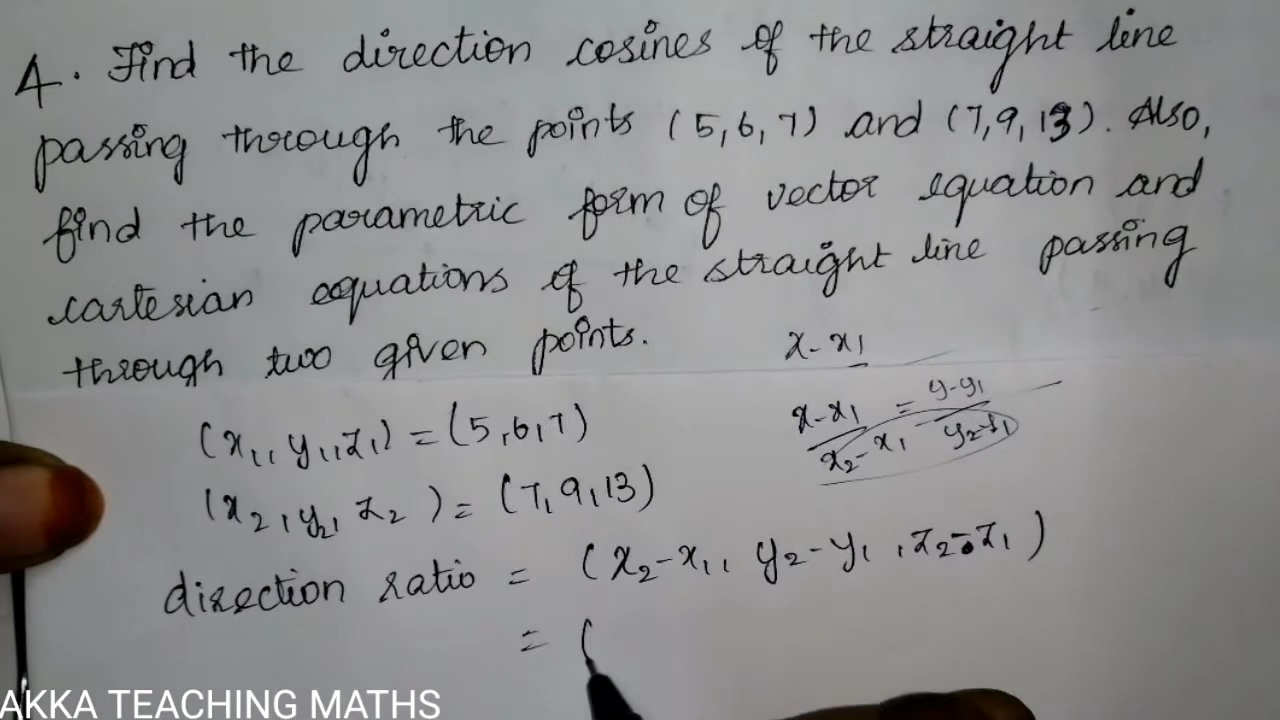 4. Find the direction cosines of the straight line
passing through the points (5,6,7) and (7,9,13). Also,
find the parametric form of vector equation and
cartesian equations of the straight line passing
through two given points.
x-x₁
(x₁, y₁, z₁) = (5,6,7)
x-x₁/x₂-x₁ = y-y₁/y₂-y₁
(x₂, y₂, z₂) = (7,9,13)
direction ratio = (x₂-x₁, y₂-y₁, z₂-z₁)
= (
AKKA TEACHING MATHS